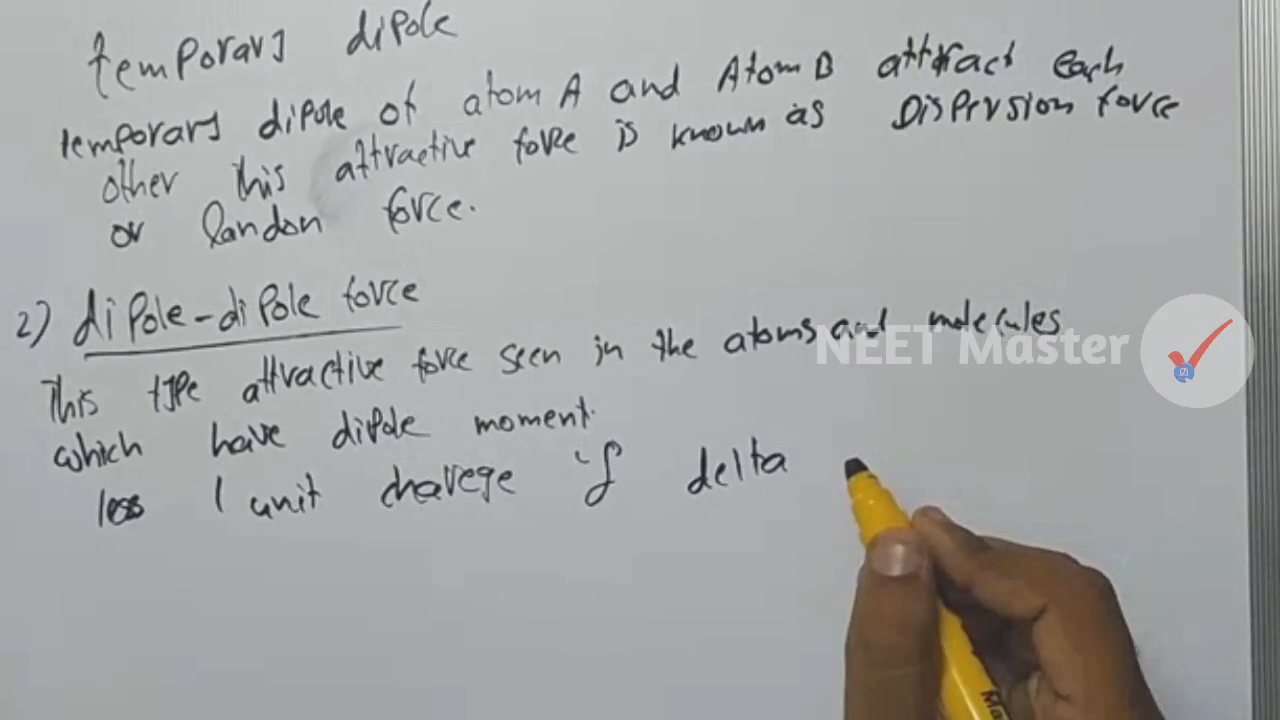 temporary dipole
temporary dipole of atom A and Atom B attract each
other this attractive force is known as Dispersion force
or london force.
2) dipole-dipole force
This type attractive force seen in the atoms and molecules
which have dipole moment.
less 1 unit charege if delta
NEET Master
Ma